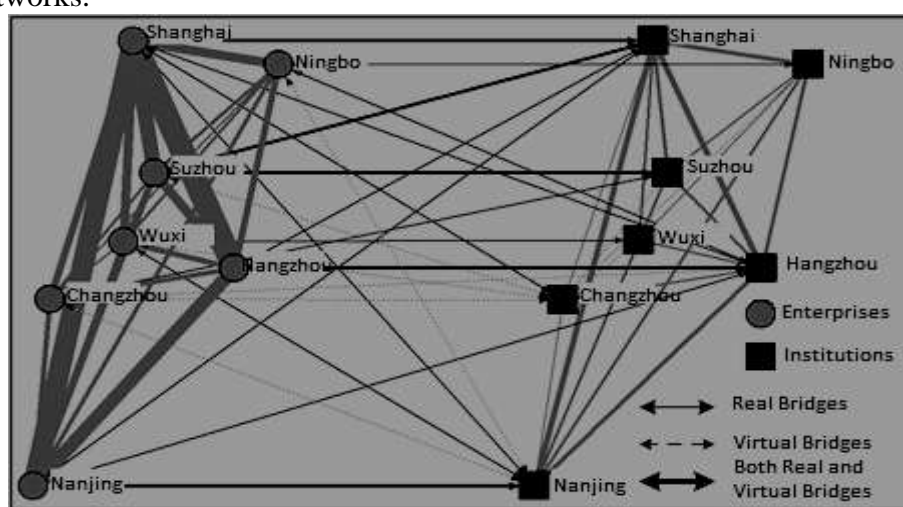 tworks.
Shanghai
Shanghai
Ningbo
Ningbo
Suzhou
Suzhou
Wuxi
Wuxi
Hangzhou
Hangzhou
Changzhou
Changzhou
Enterprises
Institutions
Real Bridges
Virtual Bridges
Both Real and
Virtual Bridges
Nanjing
Nanjing